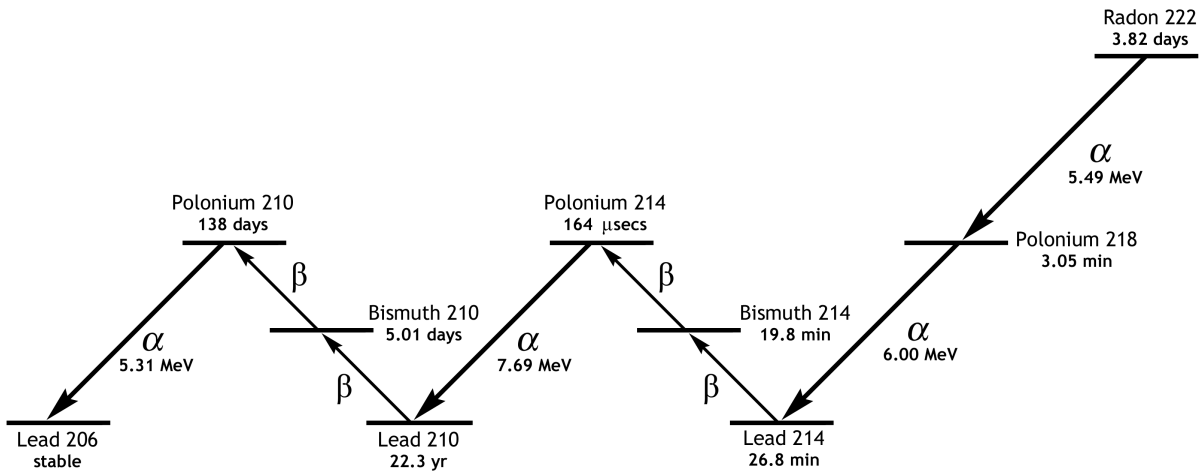 Radon 222
3.82 days
α
5.49 MeV
Polonium 210
138 days
Polonium 214
164 μsecs
Polonium 218
3.05 min
β
β
Bismuth 210
5.01 days
Bismuth 214
19.8 min
α
5.31 MeV
α
7.69 MeV
α
6.00 MeV
β
β
Lead 206
stable
Lead 210
22.3 yr
Lead 214
26.8 min